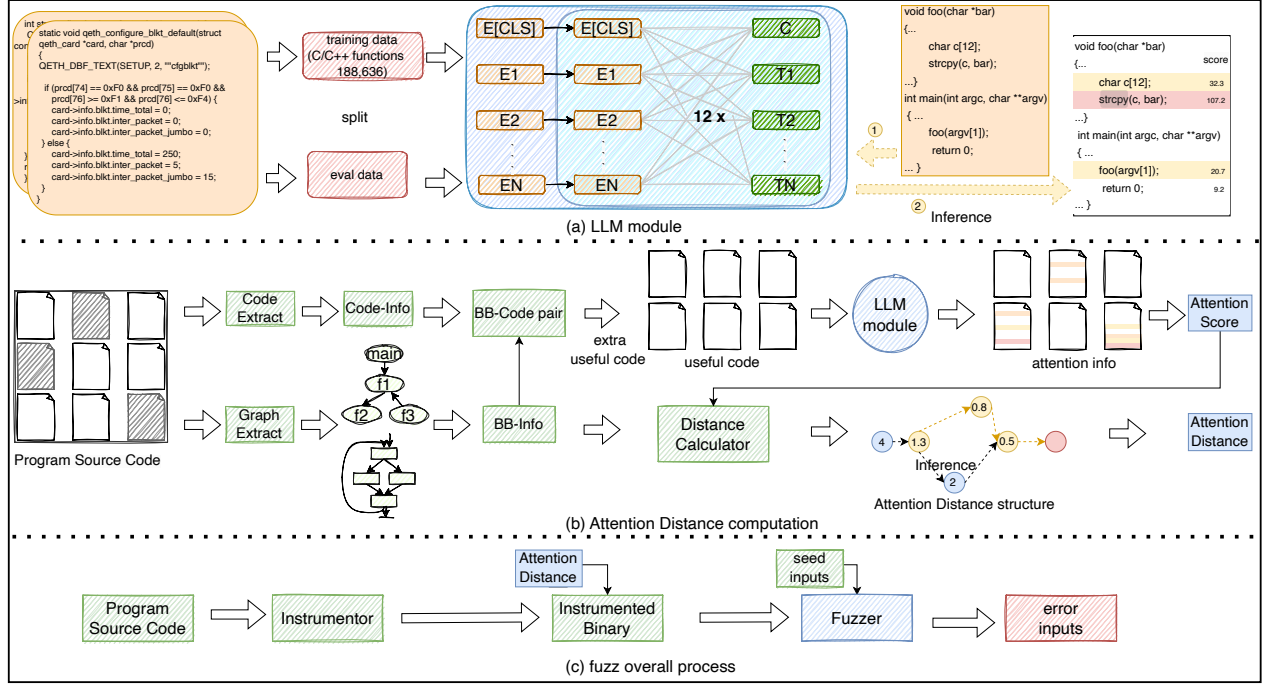 int s
static void qeth_configure_blkt_default(struct
qeth_card *card, char *prcd)
{
QETH_DBF_TEXT(SETUP, 2, ""cfgblkt"");
if (prcd[74] == 0xF0 && prcd[75] == 0xF0 &&
prcd[76] >= 0xF1 && prcd[76] <= 0xF4) {
card->info.blkt.time_total = 0;
card->info.blkt.inter_packet = 0;
card->info.blkt.inter_packet_jumbo = 0;
} else {
card->info.blkt.time_total = 250;
card->info.blkt.inter_packet = 5;
card->info.blkt.inter_packet_jumbo = 15;
}
}
training data
(C/C++ functions
188,636)
split
eval data
E[CLS]
E1
E2
EN
E[CLS]
E1
E2
EN
12 x
C
T1
T2
TN
1
2
Inference
void foo(char *bar)
{...
char c[12];
strcpy(c, bar);
...}
int main(int argc, char **argv)
{ ...
foo(argv[1]);
return 0;
... }
void foo(char *bar)
score
{...
char c[12]; 32.3
strcpy(c, bar); 107.2
...}
int main(int argc, char **argv)
{ ...
foo(argv[1]); 20.7
return 0; 9.2
... }
(a) LLM module
Program Source Code
Code
Extract
Code-Info
BB-Code pair
extra
useful code
useful code
LLM
module
attention info
Attention
Score
Graph
Extract
main
f1
f2
f3
BB-Info
Distance
Calculator
4
1.3
0.8
0.5
2
Inference
Attention Distance structure
Attention
Distance
(b) Attention Distance computation
Program
Source Code
Instrumentor
Attention
Distance
Instrumented
Binary
seed
inputs
Fuzzer
error
inputs
(c) fuzz overall process